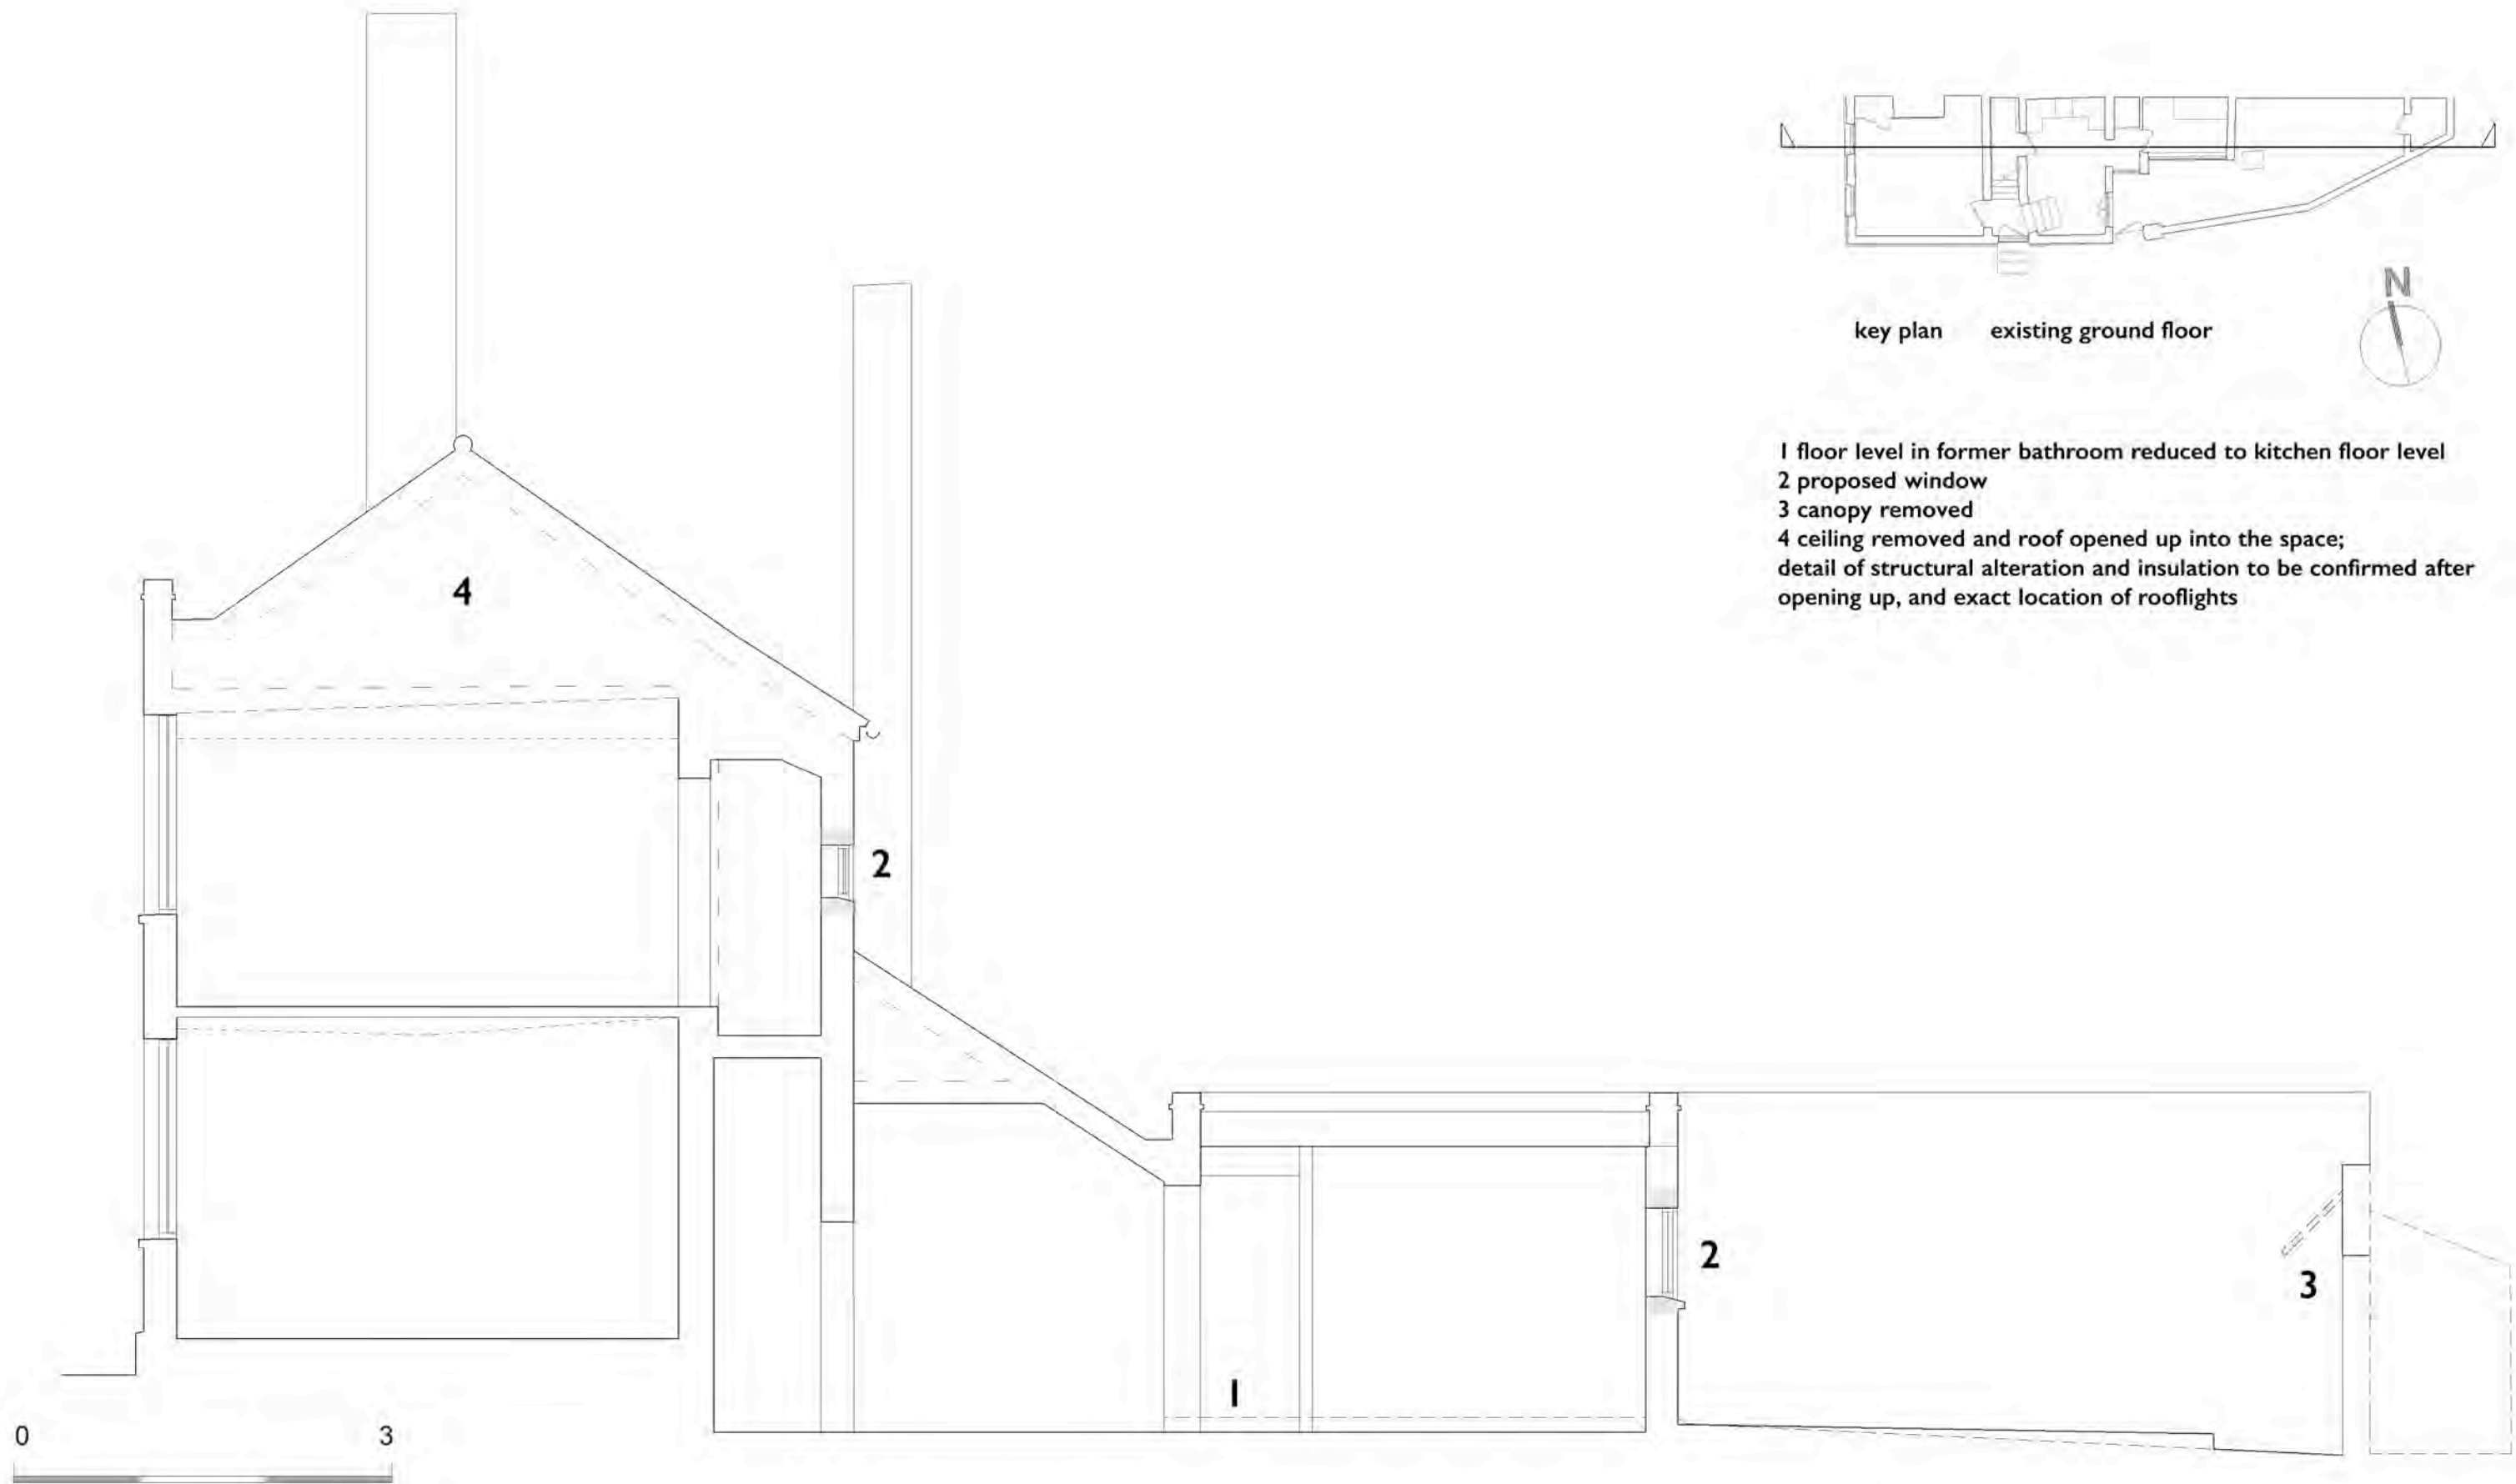 N
key plan existing ground floor
1 floor level in former bathroom reduced to kitchen floor level
2 proposed window
3 canopy removed
4 ceiling removed and roof opened up into the space;
detail of structural alteration and insulation to be confirmed after
opening up, and exact location of rooflights
4
2
2
3
1
0 3